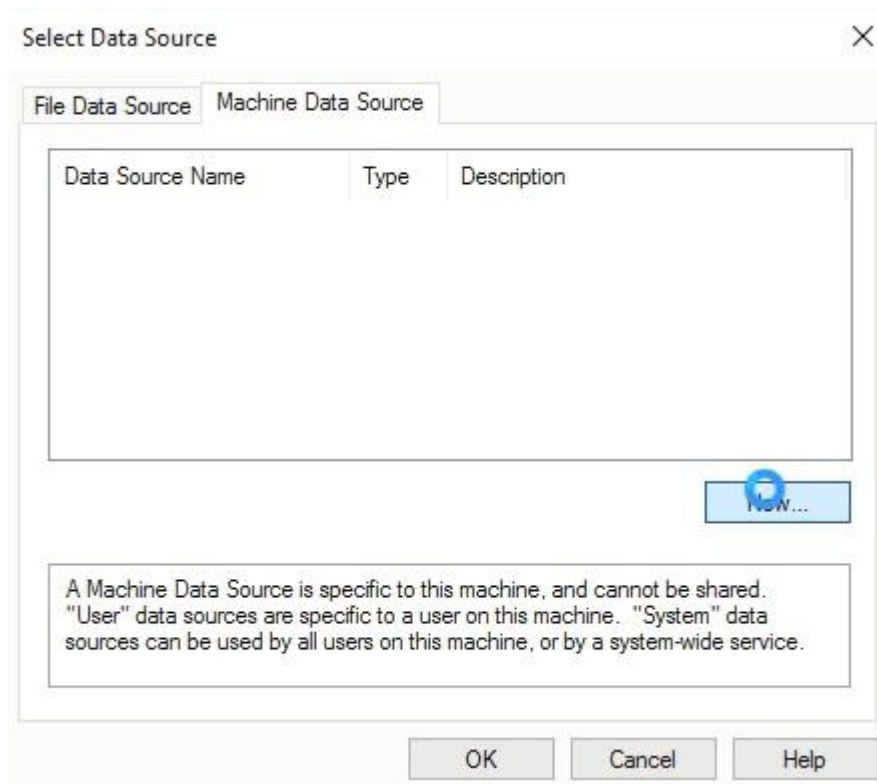 Select Data Source
File Data Source Machine Data Source
Data Source Name Type Description
New...
A Machine Data Source is specific to this machine, and cannot be shared.
"User" data sources are specific to a user on this machine. "System" data
sources can be used by all users on this machine, or by a system-wide service.
OK Cancel Help